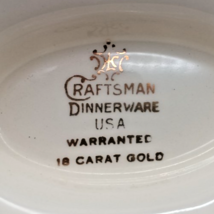 CRAFTSMAN
DINNERWARE
USA
WARRANTED
18 CARAT GOLD